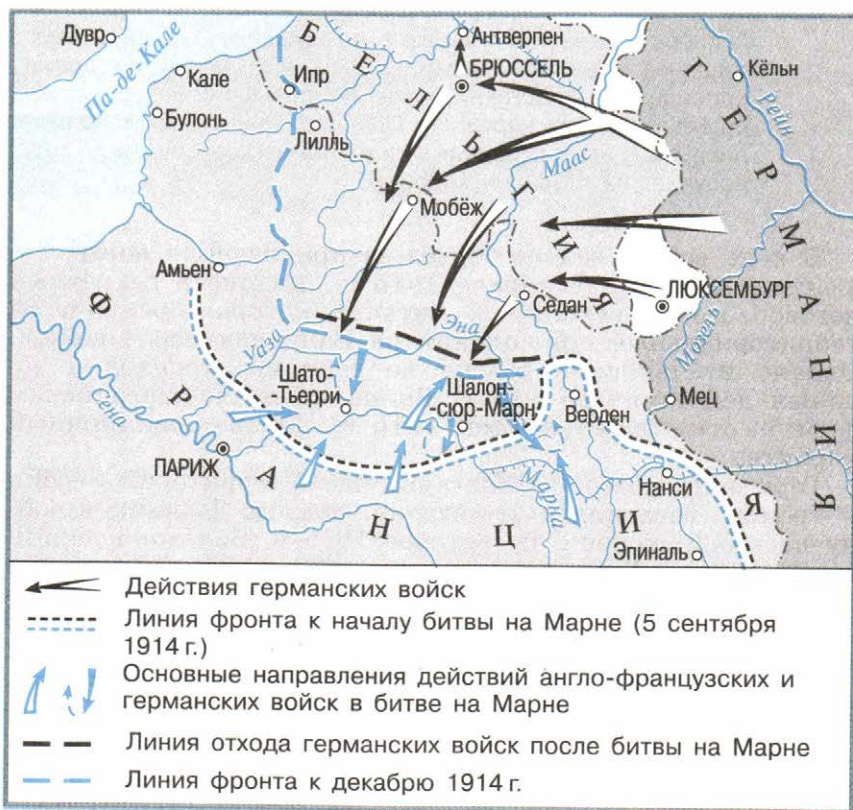 Дувр
Па-де-Кале
Кале
Булонь
Ипр
Лилль
Антверпен
БРЮССЕЛЬ
БЕЛЬГИЯ
Кёльн
рейн
ГЕРМАНИЯ
Маас
Мобёж
Амьен
Седан
ЛЮКСЕМБУРГ
Мозель
Уаза
Эна
Шато-
Тьерри
Шалон-
-сюр-Марн
Верден
Мец
Сена
ПАРИЖ
ФРАНЦИЯ
Марна
Нанси
Эпиналь
Действия германских войск
Линия фронта к началу битвы на Марне (5 сентября
1914 г.)
Основные направления действий англо-французских и
германских войск в битве на Марне
Линия отхода германских войск после битвы на Марне
Линия фронта к декабрю 1914 г.